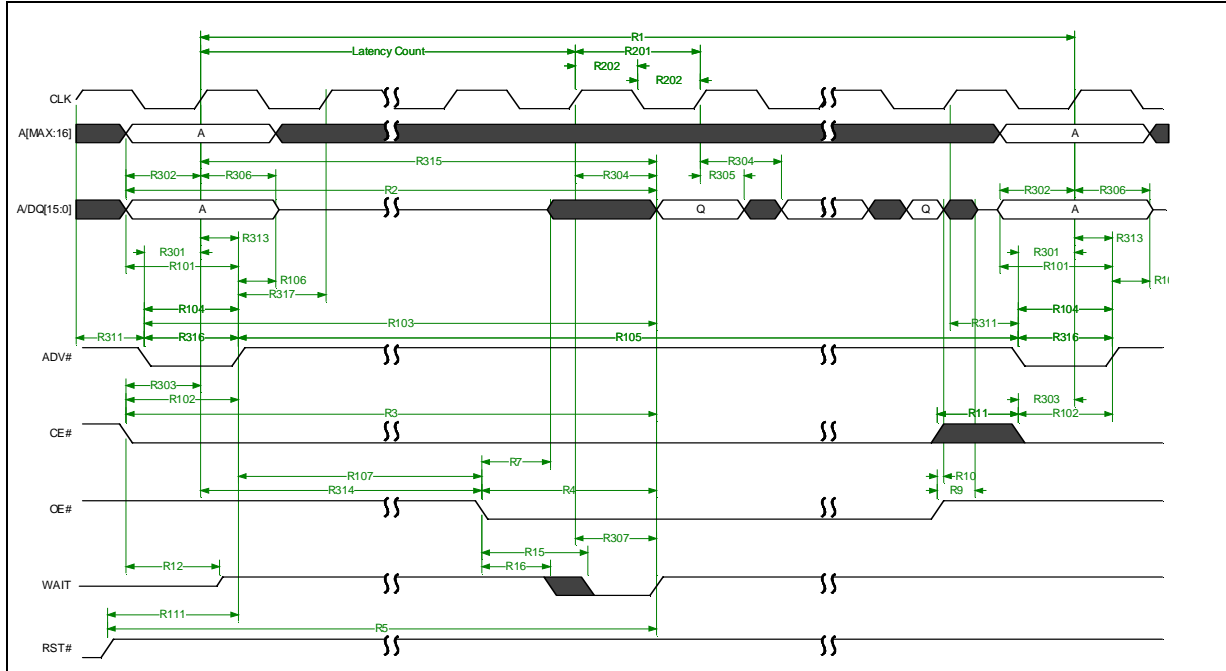 R1
Latency Count R201
R202
R202
CLK
A[MAX:16] A A
R315 R304
R302 R306 R304 R305 R302 R306
R2
A/DQ[15:0] A Q Q A
R313 R313
R301 R301
R101 R101
R106
R317
R104 R104
R103
R311 R311
R316 R105 R316
ADV#
R303
R102 R303
R3 R11 R102
CE#
R7
R107 R10
R314 R4 R9
OE#
R307
R15
R12 R16
WAIT
R111
R5
RST#